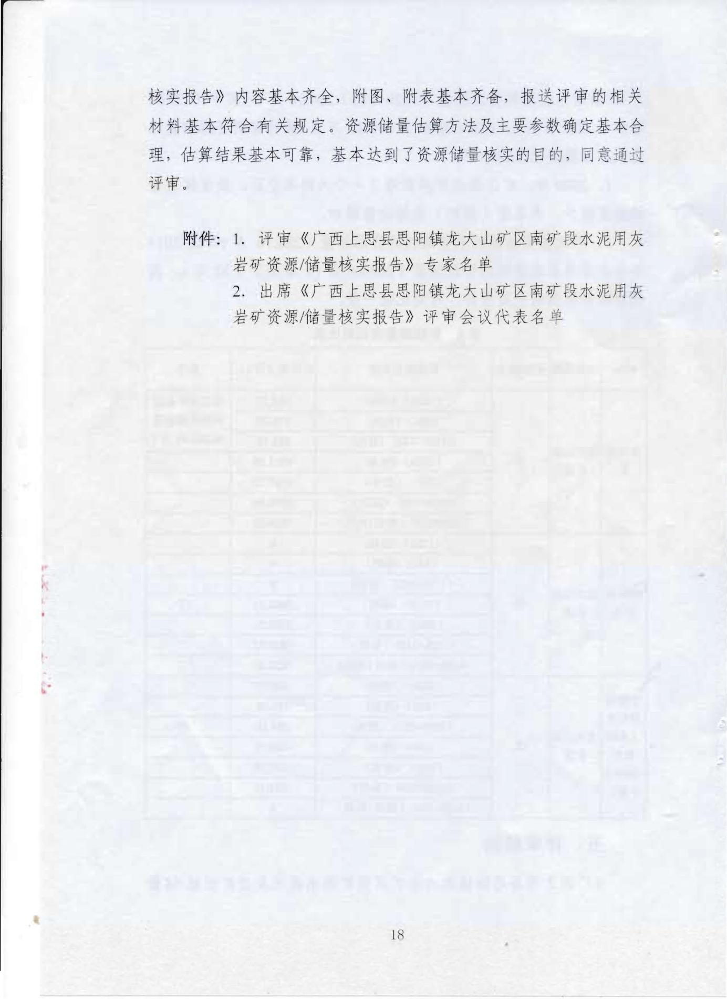 核实报告》内容基本齐全，附图、附表基本齐备，报送评审的相关
材料基本符合有关规定。资源储量估算方法及主要参数确定基本合
理，估算结果基本可靠，基本达到了资源储量核实的目的，同意通过
评审。
附件：1. 评审《广西上思县思阳镇龙大山矿区南矿段水泥用灰
岩矿资源/储量核实报告》专家名单
2. 出席《广西上思县思阳镇龙大山矿区南矿段水泥用灰
岩矿资源/储量核实报告》评审会议代表名单
18